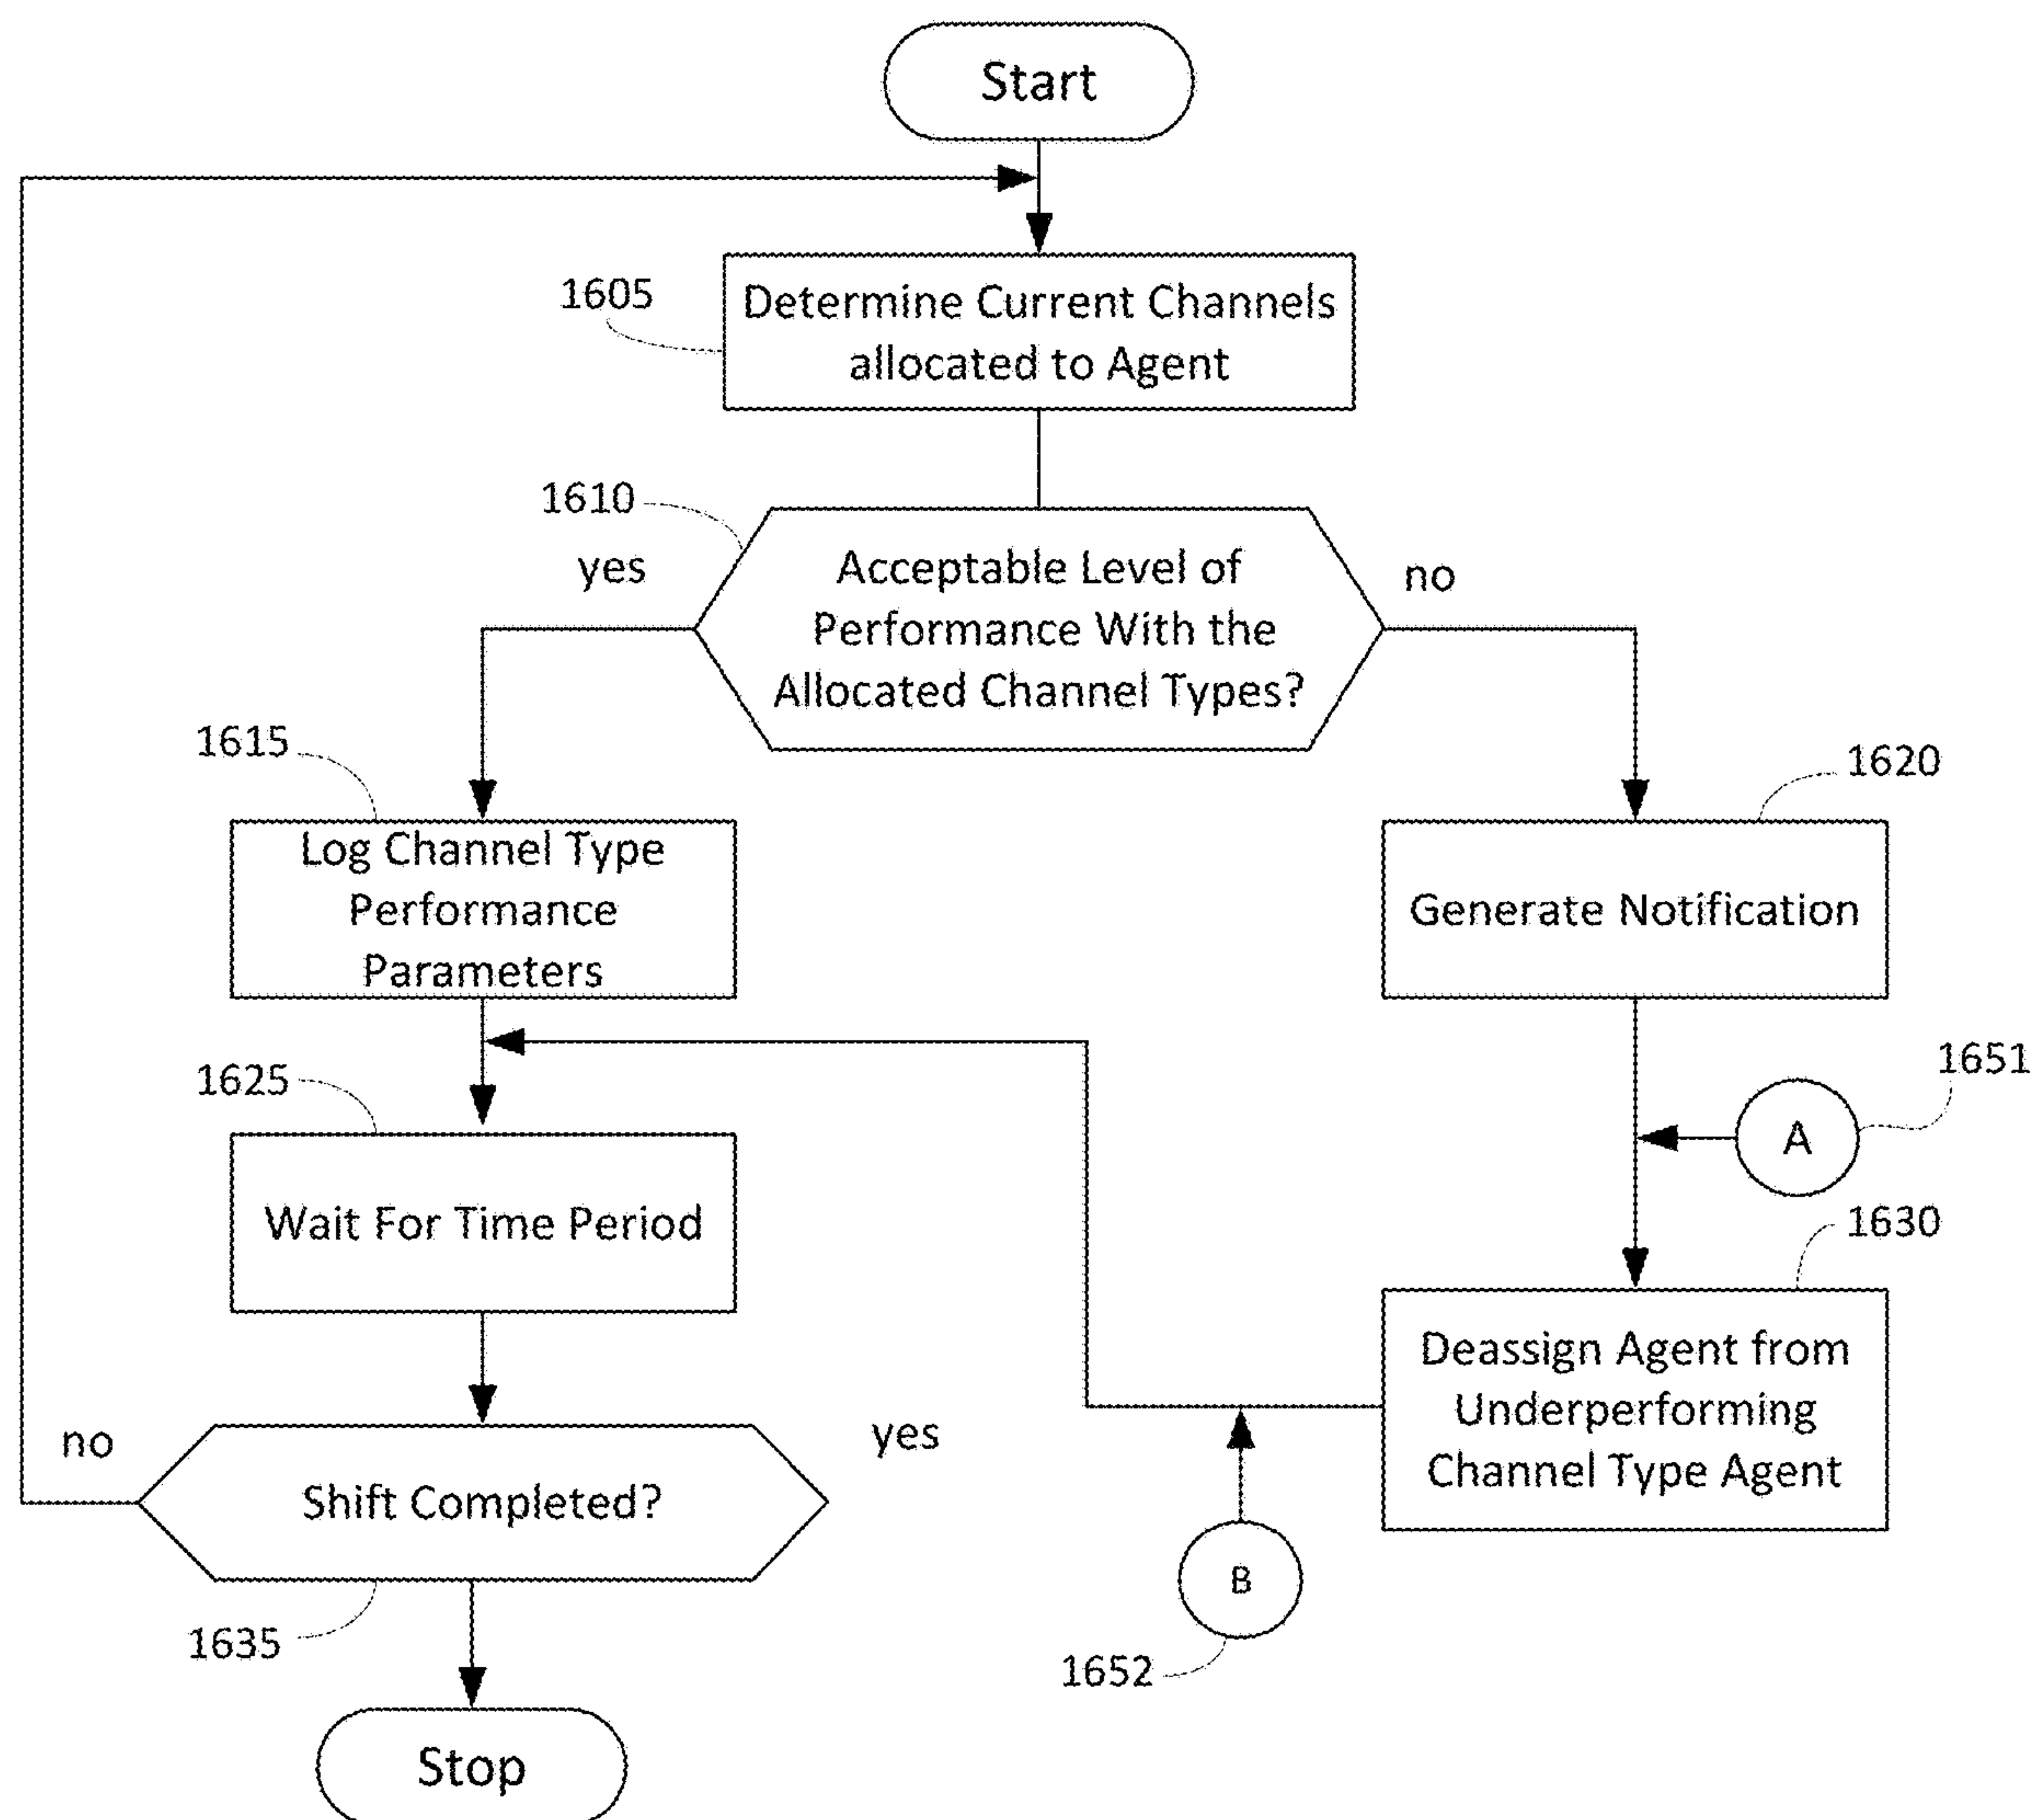 Start
1605
Determine Current Channels
allocated to Agent
1610
yes
Acceptable Level of
Performance With the
Allocated Channel Types?
no
1615
Log Channel Type
Performance
Parameters
1620
Generate Notification
1651
A
1625
Wait For Time Period
1630
Deassign Agent from
Underperforming
Channel Type Agent
no
Shift Completed?
yes
B
1635
1652
Stop